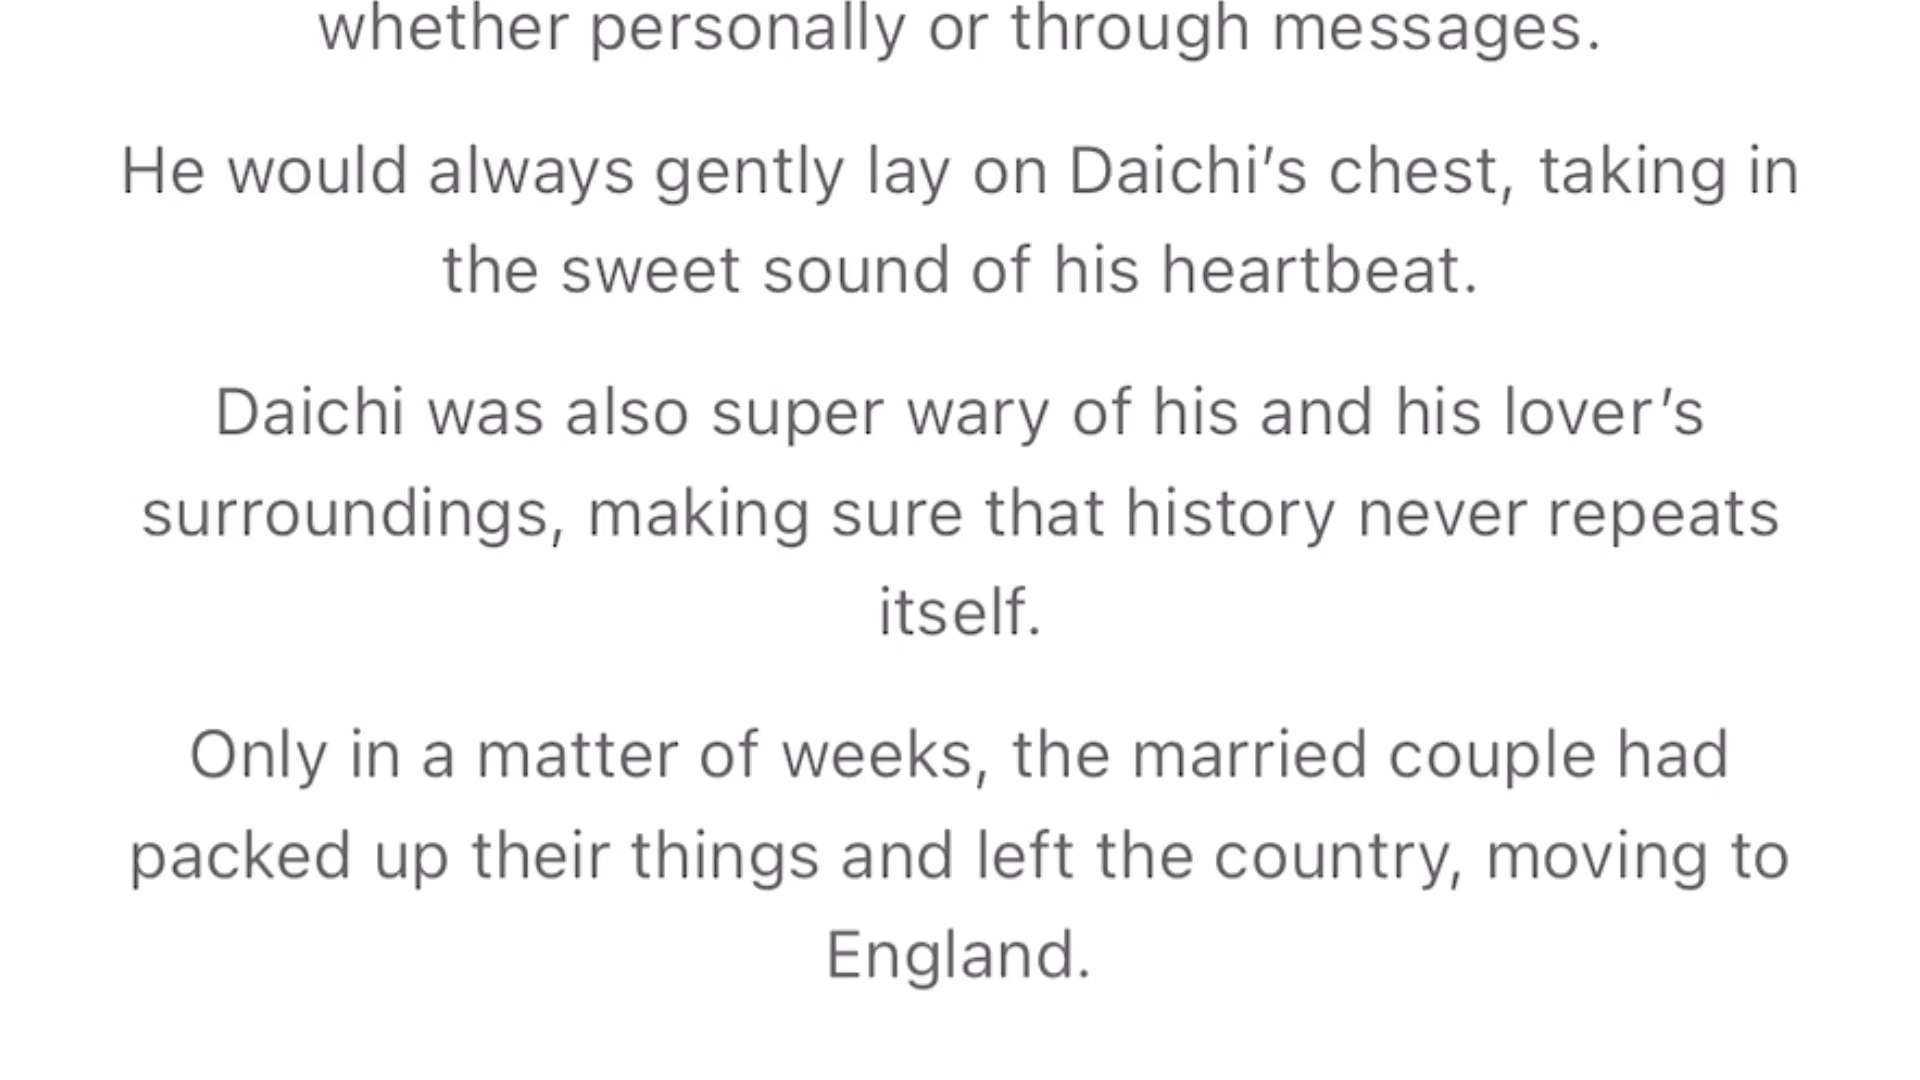 whether personally or through messages.
He would always gently lay on Daichi’s chest, taking in
the sweet sound of his heartbeat.
Daichi was also super wary of his and his lover’s
surroundings, making sure that history never repeats
itself.
Only in a matter of weeks, the married couple had
packed up their things and left the country, moving to
England.